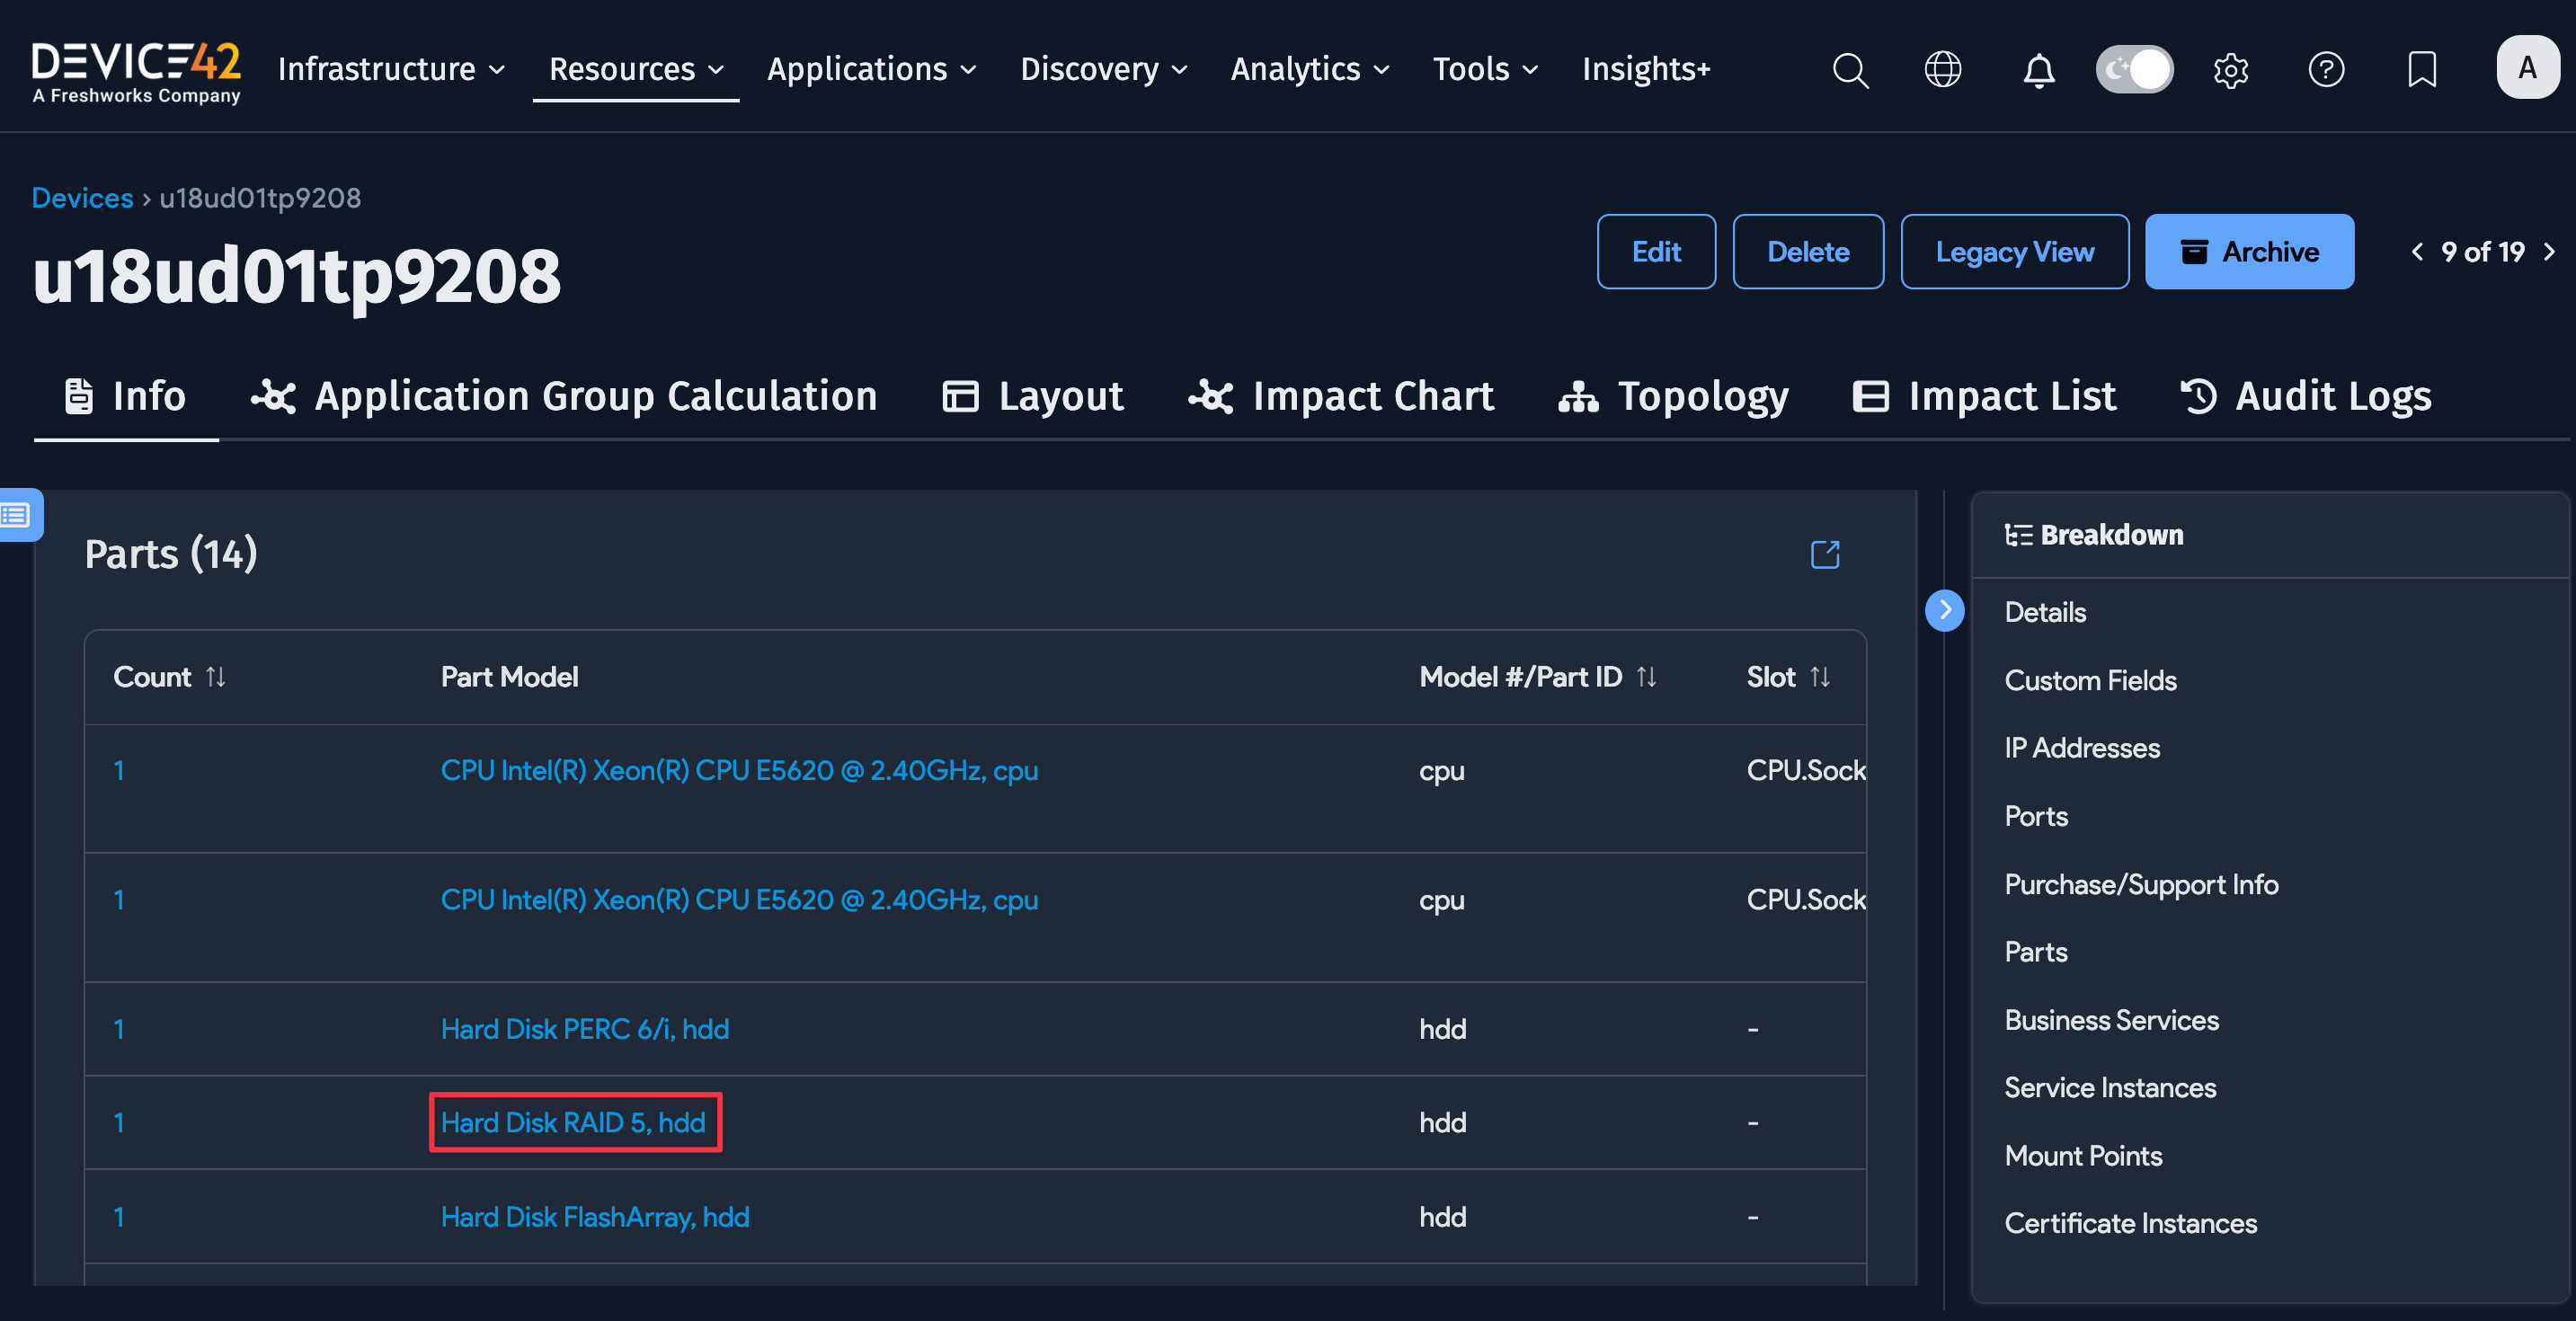 DEVICE42
A Freshworks Company
Infrastructure
Resources
Applications
Discovery
Analytics
Tools
Insights+
A
Devices › u18ud01tp9208
u18ud01tp9208
Edit
Delete
Legacy View
Archive
9 of 19
Info
Application Group Calculation
Layout
Impact Chart
Topology
Impact List
Audit Logs
Parts (14)
Count Part Model Model #/Part ID Slot
1 CPU Intel(R) Xeon(R) CPU E5620 @ 2.40GHz, cpu cpu CPU.Sock
1 CPU Intel(R) Xeon(R) CPU E5620 @ 2.40GHz, cpu cpu CPU.Sock
1 Hard Disk PERC 6/i, hdd hdd -
1 Hard Disk RAID 5, hdd hdd -
1 Hard Disk FlashArray, hdd hdd -
Breakdown
Details
Custom Fields
IP Addresses
Ports
Purchase/Support Info
Parts
Business Services
Service Instances
Mount Points
Certificate Instances